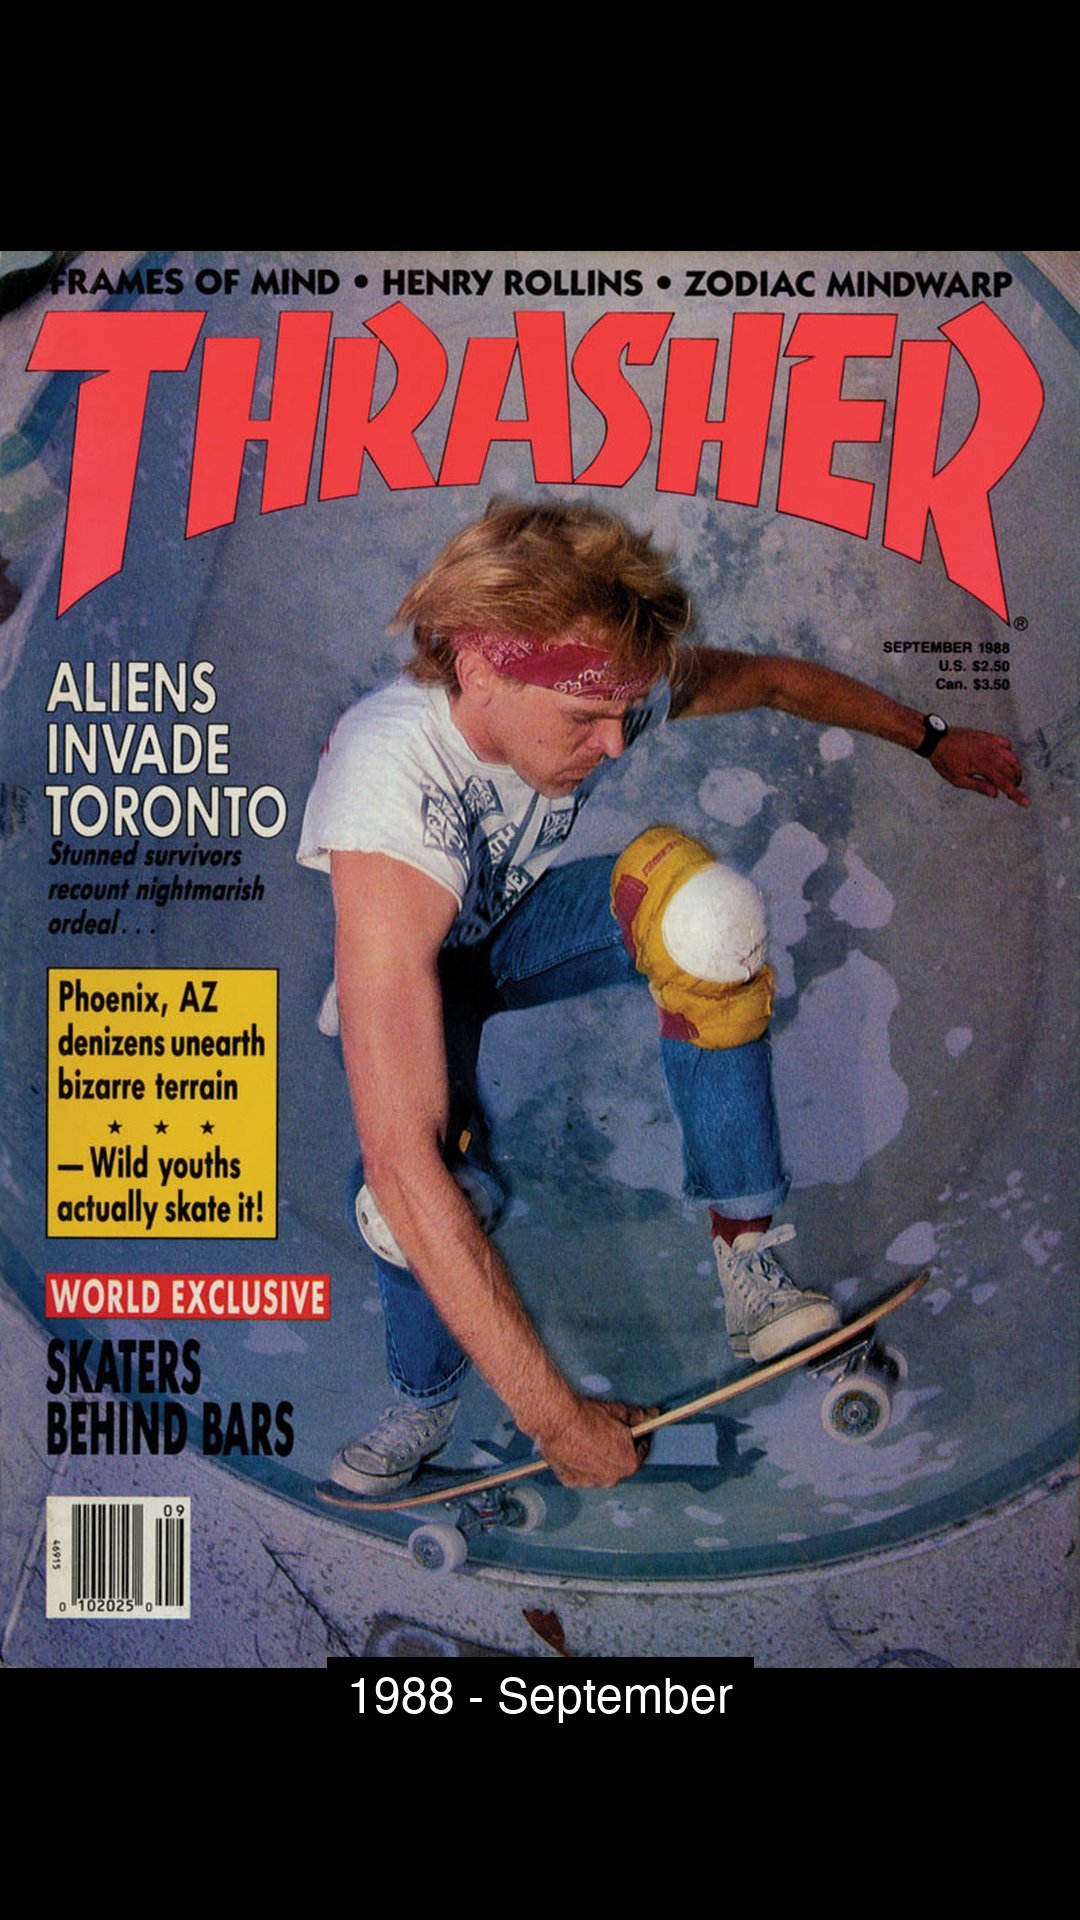 FRAMES OF MIND • HENRY ROLLINS • ZODIAC MINDWARP
THRASHER
®
SEPTEMBER 1988
U.S. $2.50
Can. $3.50
ALIENS
INVADE
TORONTO
Stunned survivors
recount nightmarish
ordeal...
Phoenix, AZ
denizens unearth
bizarre terrain
★ ★ ★
— Wild youths
actually skate it!
WORLD EXCLUSIVE
SKATERS
BEHIND BARS
09
46915
0 102025 0
1988 - September